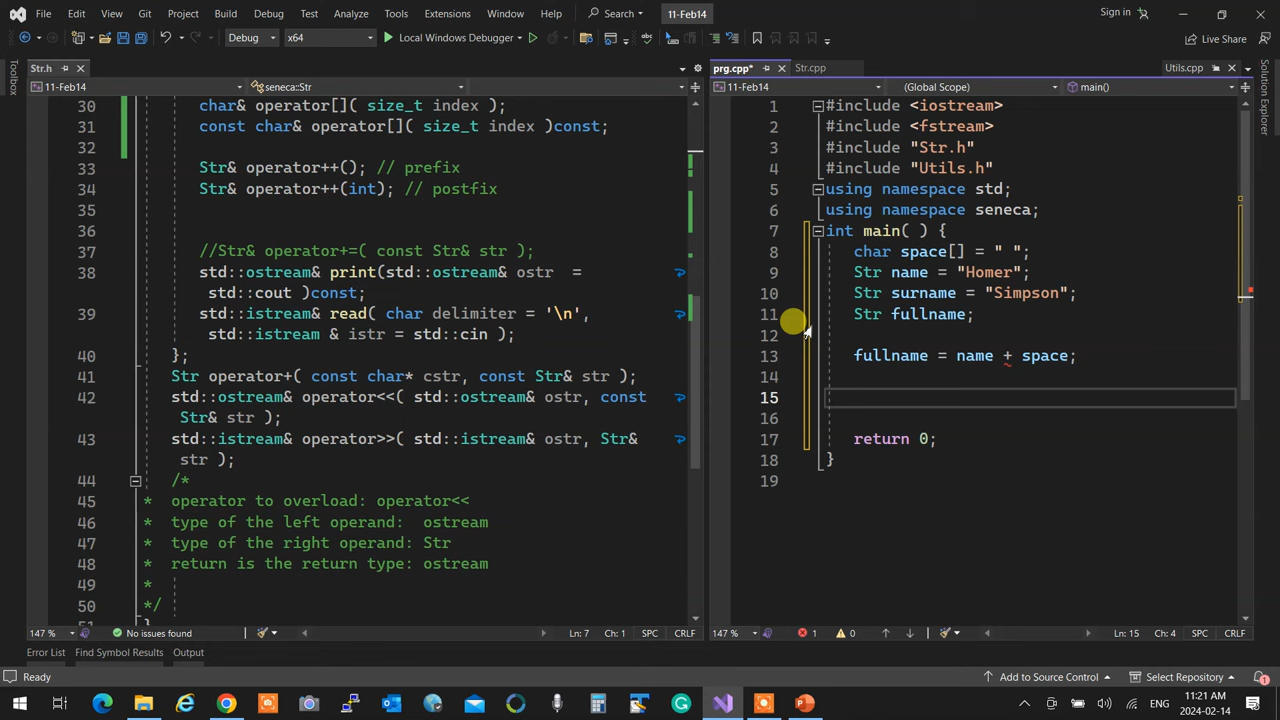 File Edit View Git Project Build Debug Test Analyze Tools Extensions Window Help Search 11-Feb14 Sign in
Debug x64 Local Windows Debugger Live Share
Toolbox
Str.h
11-Feb14 seneca::Str
30 char& operator[]( size_t index );
31 const char& operator[]( size_t index )const;
32
33 Str& operator++(); // prefix
34 Str& operator++(int); // postfix
35
36
37 //Str& operator+=( const Str& str );
38 std::ostream& print(std::ostream& ostr =
std::cout )const;
39 std::istream& read( char delimiter = '\n',
std::istream & istr = std::cin );
40 };
41 Str operator+( const char* cstr, const Str& str );
42 std::ostream& operator<<( std::ostream& ostr, const
Str& str );
43 std::istream& operator>>( std::istream& ostr, Str&
str );
44 /*
45 * operator to overload: operator<<
46 * type of the left operand: ostream
47 * type of the right operand: Str
48 * return is the return type: ostream
49 *
50 */
147 % No issues found Ln: 7 Ch: 1 SPC CRLF
prg.cpp* Str.cpp Utils.cpp
11-Feb14 (Global Scope) main()
1 #include <iostream>
2 #include <fstream>
3 #include "Str.h"
4 #include "Utils.h"
5 using namespace std;
6 using namespace seneca;
7 int main( ) {
8 char space[] = " ";
9 Str name = "Homer";
10 Str surname = "Simpson";
11 Str fullname;
12
13 fullname = name + space;
14
15
16
17 return 0;
18 }
19
147 % 1 0 Ln: 15 Ch: 4 SPC CRLF
Solution Explorer
Error List Find Symbol Results Output
Ready Add to Source Control Select Repository 1
ENG 11:21 AM
2024-02-14